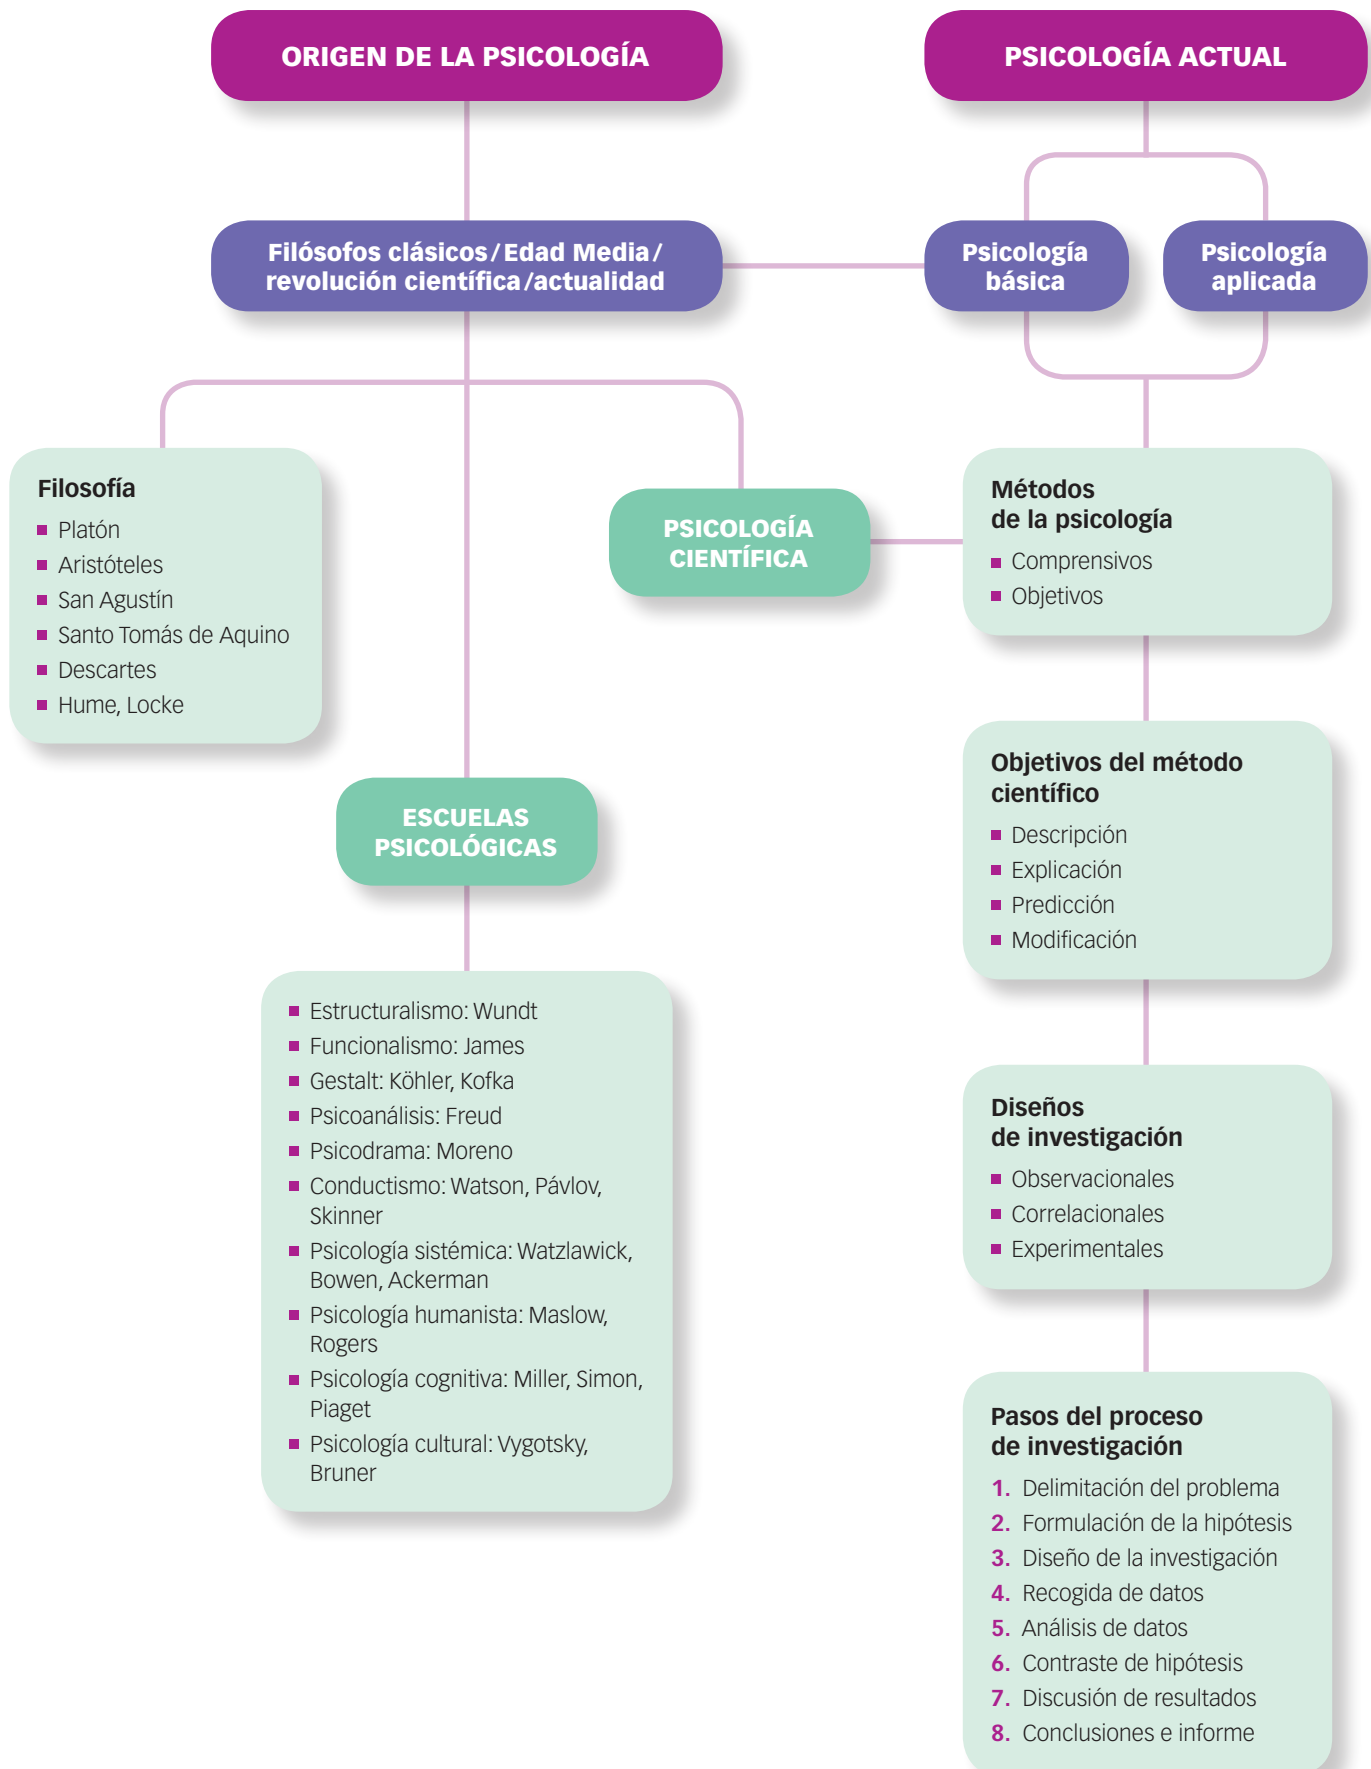 ORIGEN DE LA PSICOLOGÍA
PSICOLOGÍA ACTUAL
Filósofos clásicos/Edad Media/
revolución científica/actualidad
Psicología
básica
Psicología
aplicada
Filosofía
Platón
Aristóteles
San Agustín
Santo Tomás de Aquino
Descartes
Hume, Locke
PSICOLOGÍA
CIENTÍFICA
Métodos
de la psicología
Comprensivos
Objetivos
Objetivos del método
científico
Descripción
Explicación
Predicción
Modificación
ESCUELAS
PSICOLÓGICAS
Estructuralismo: Wundt
Funcionalismo: James
Gestalt: Köhler, Kofka
Psicoanálisis: Freud
Psicodrama: Moreno
Conductismo: Watson, Pávlov,
Skinner
Psicología sistémica: Watzlawick,
Bowen, Ackerman
Psicología humanista: Maslow,
Rogers
Psicología cognitiva: Miller, Simon,
Piaget
Psicología cultural: Vygotsky,
Bruner
Diseños
de investigación
Observacionales
Correlacionales
Experimentales
Pasos del proceso
de investigación
1. Delimitación del problema
2. Formulación de la hipótesis
3. Diseño de la investigación
4. Recogida de datos
5. Análisis de datos
6. Contraste de hipótesis
7. Discusión de resultados
8. Conclusiones e informe